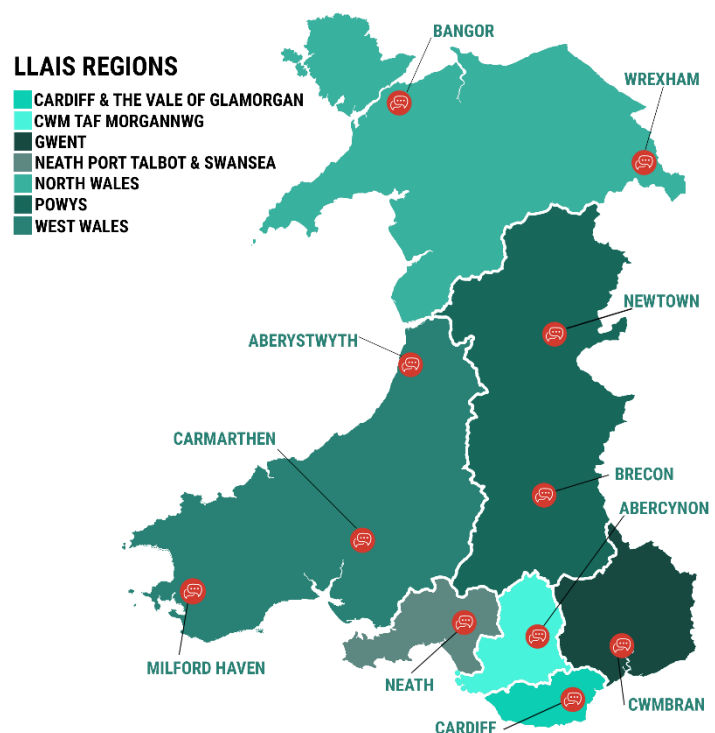 LLAIS REGIONS
CARDIFF & THE VALE OF GLAMORGAN
CWM TAF MORGANNWG
GWENT
NEATH PORT TALBOT & SWANSEA
NORTH WALES
POWYS
WEST WALES
BANGOR
WREXHAM
NEWTOWN
ABERYSTWYTH
CARMARTHEN
BRECON
ABERCYNON
MILFORD HAVEN
NEATH
CWMBRAN
CARDIFF